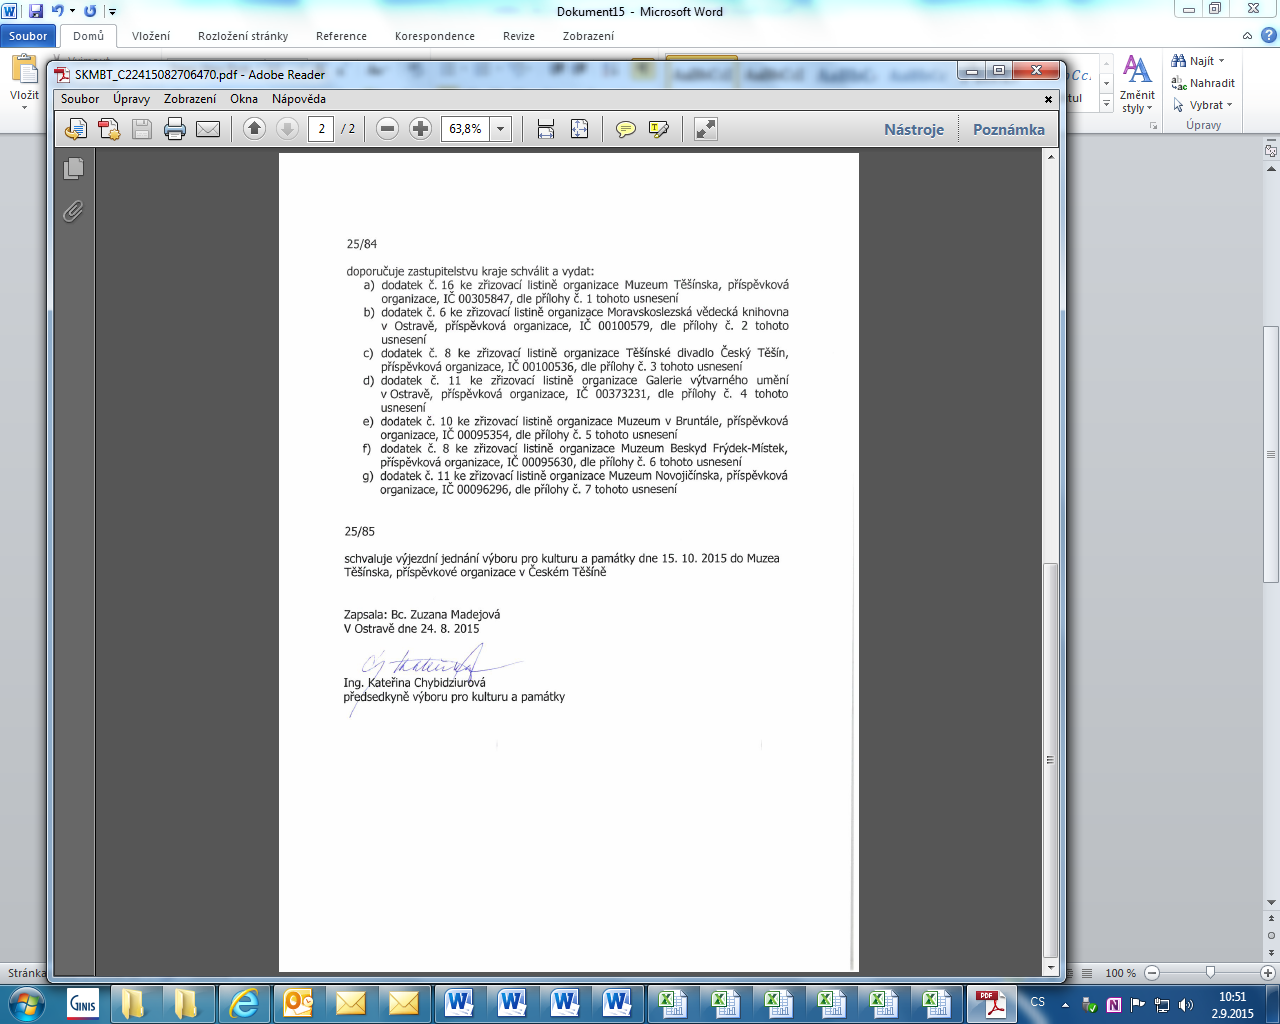 Dokument15 - Microsoft Word
Soubor Domů Vložení Rozložení stránky Reference Korespondence Revize Zobrazení
Vložit
Změnit styly
Najít
Nahradit
Vybrat
Úpravy
SKMBT_C22415082706470.pdf - Adobe Reader
Soubor Úpravy Zobrazení Okna Nápověda
2 / 2 63,8% Nástroje Poznámka
25/84
doporučuje zastupitelstvu kraje schválit a vydat:
a) dodatek č. 16 ke zřizovací listině organizace Muzeum Těšínska, příspěvková
organizace, IČ 00305847, dle přílohy č. 1 tohoto usnesení
b) dodatek č. 6 ke zřizovací listině organizace Moravskoslezská vědecká knihovna
v Ostravě, příspěvková organizace, IČ 00100579, dle přílohy č. 2 tohoto
usnesení
c) dodatek č. 8 ke zřizovací listině organizace Těšínské divadlo Český Těšín,
příspěvková organizace, IČ 00100536, dle přílohy č. 3 tohoto usnesení
d) dodatek č. 11 ke zřizovací listině organizace Galerie výtvarného umění
v Ostravě, příspěvková organizace, IČ 00373231, dle přílohy č. 4 tohoto
usnesení
e) dodatek č. 10 ke zřizovací listině organizace Muzeum v Bruntále, příspěvková
organizace, IČ 00095354, dle přílohy č. 5 tohoto usnesení
f) dodatek č. 8 ke zřizovací listině organizace Muzeum Beskyd Frýdek-Místek,
příspěvková organizace, IČ 00095630, dle přílohy č. 6 tohoto usnesení
g) dodatek č. 11 ke zřizovací listině organizace Muzeum Novojičínska, příspěvková
organizace, IČ 00096296, dle přílohy č. 7 tohoto usnesení
25/85
schvaluje výjezdní jednání výboru pro kulturu a památky dne 15. 10. 2015 do Muzea
Těšínska, příspěvkové organizace v Českém Těšíně
Zapsala: Bc. Zuzana Madejová
V Ostravě dne 24. 8. 2015
Ing. Kateřina Chybidziurová
předsedkyně výboru pro kulturu a památky
Stránka
100 %
GINIS
CS
10:51
2.9.2015